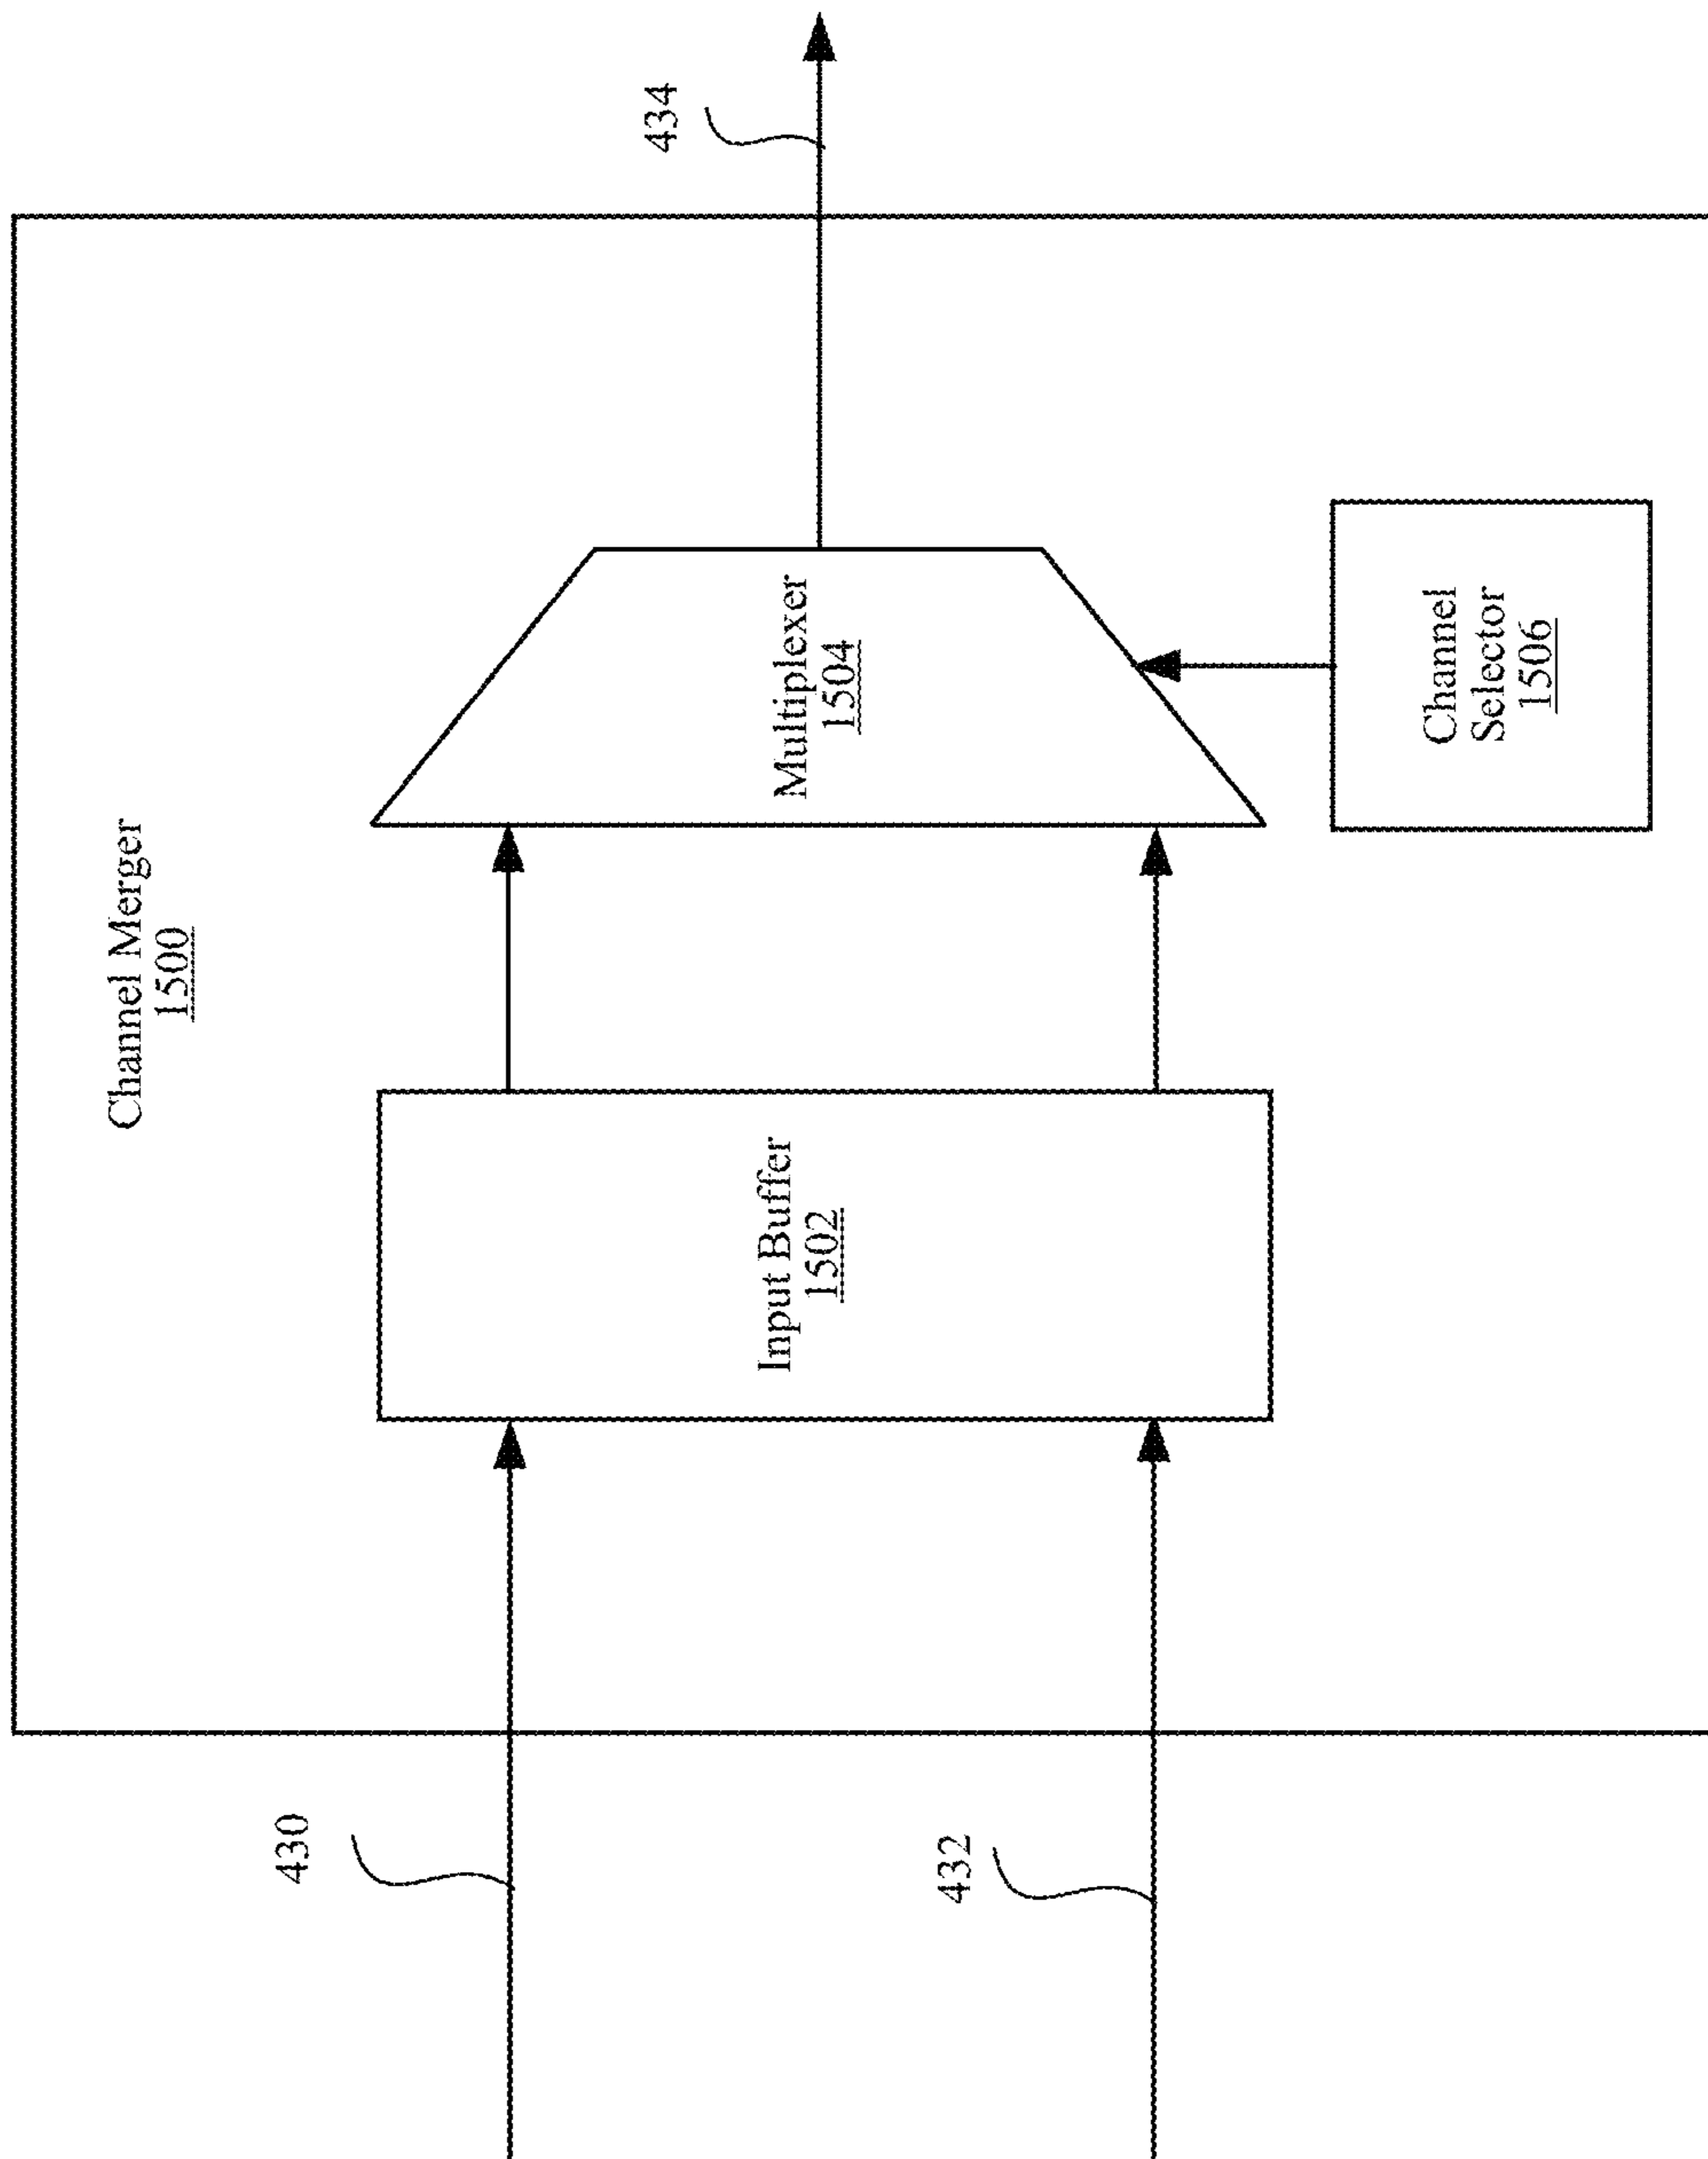 Channel Merger
1500
430
432
434
Input Buffer
1502
Multiplexer
1504
Channel
Selector
1506